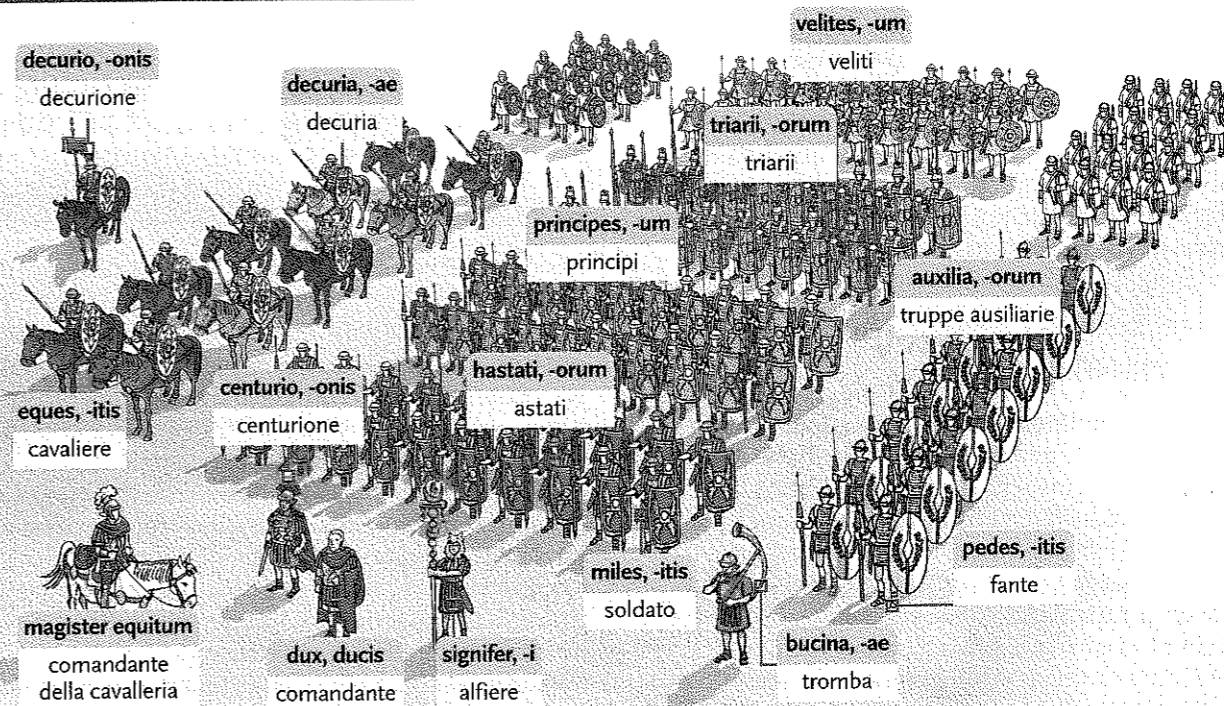 velites, -um
veliti
decurio, -onis
decurione
decuria, -ae
decuria
triarii, -orum
triarii
principes, -um
principi
auxilia, -orum
truppe ausiliarie
hastati, -orum
astati
centurio, -onis
centurione
eques, -itis
cavaliere
pedes, -itis
fante
miles, -itis
soldato
magister equitum
comandante
della cavalleria
dux, ducis
comandante
signifer, -i
alfiere
bucina, -ae
tromba